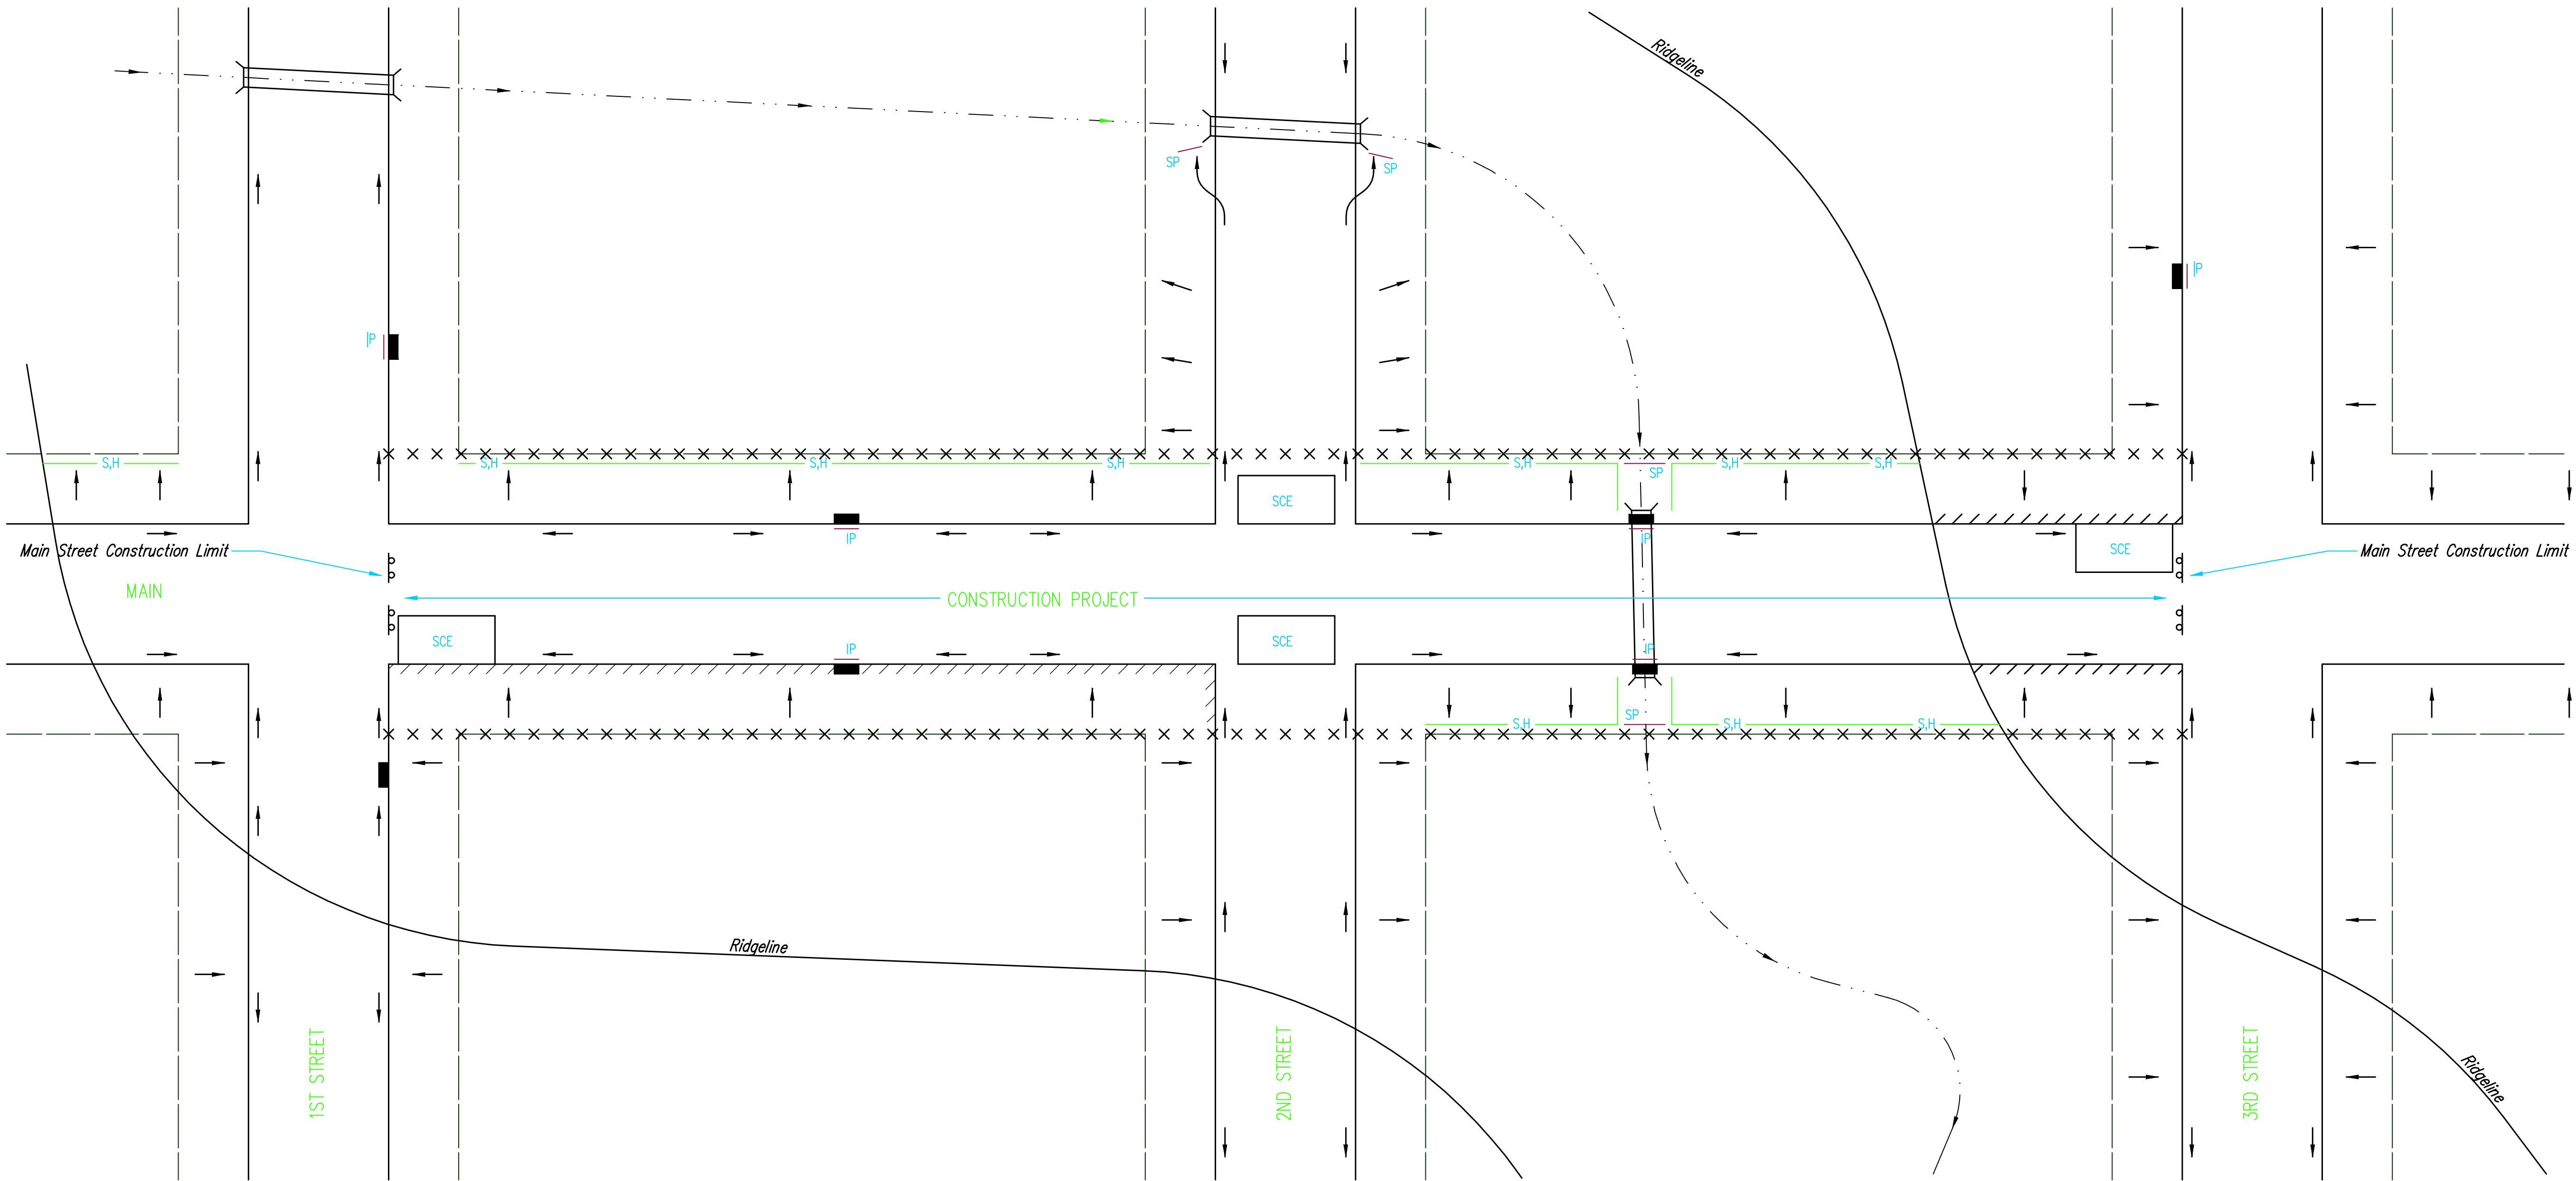 Ridgeline
SP
SP
IP
IP
S,H
S,H
S,H
S,H
S,H
S,H
S,H
SP
SCE
IP
IP
SCE
Main Street Construction Limit
Main Street Construction Limit
MAIN
CONSTRUCTION PROJECT
SCE
SCE
IP
IP
SP
S,H
S,H
S,H
Ridgeline
Ridgeline
1ST STREET
2ND STREET
3RD STREET